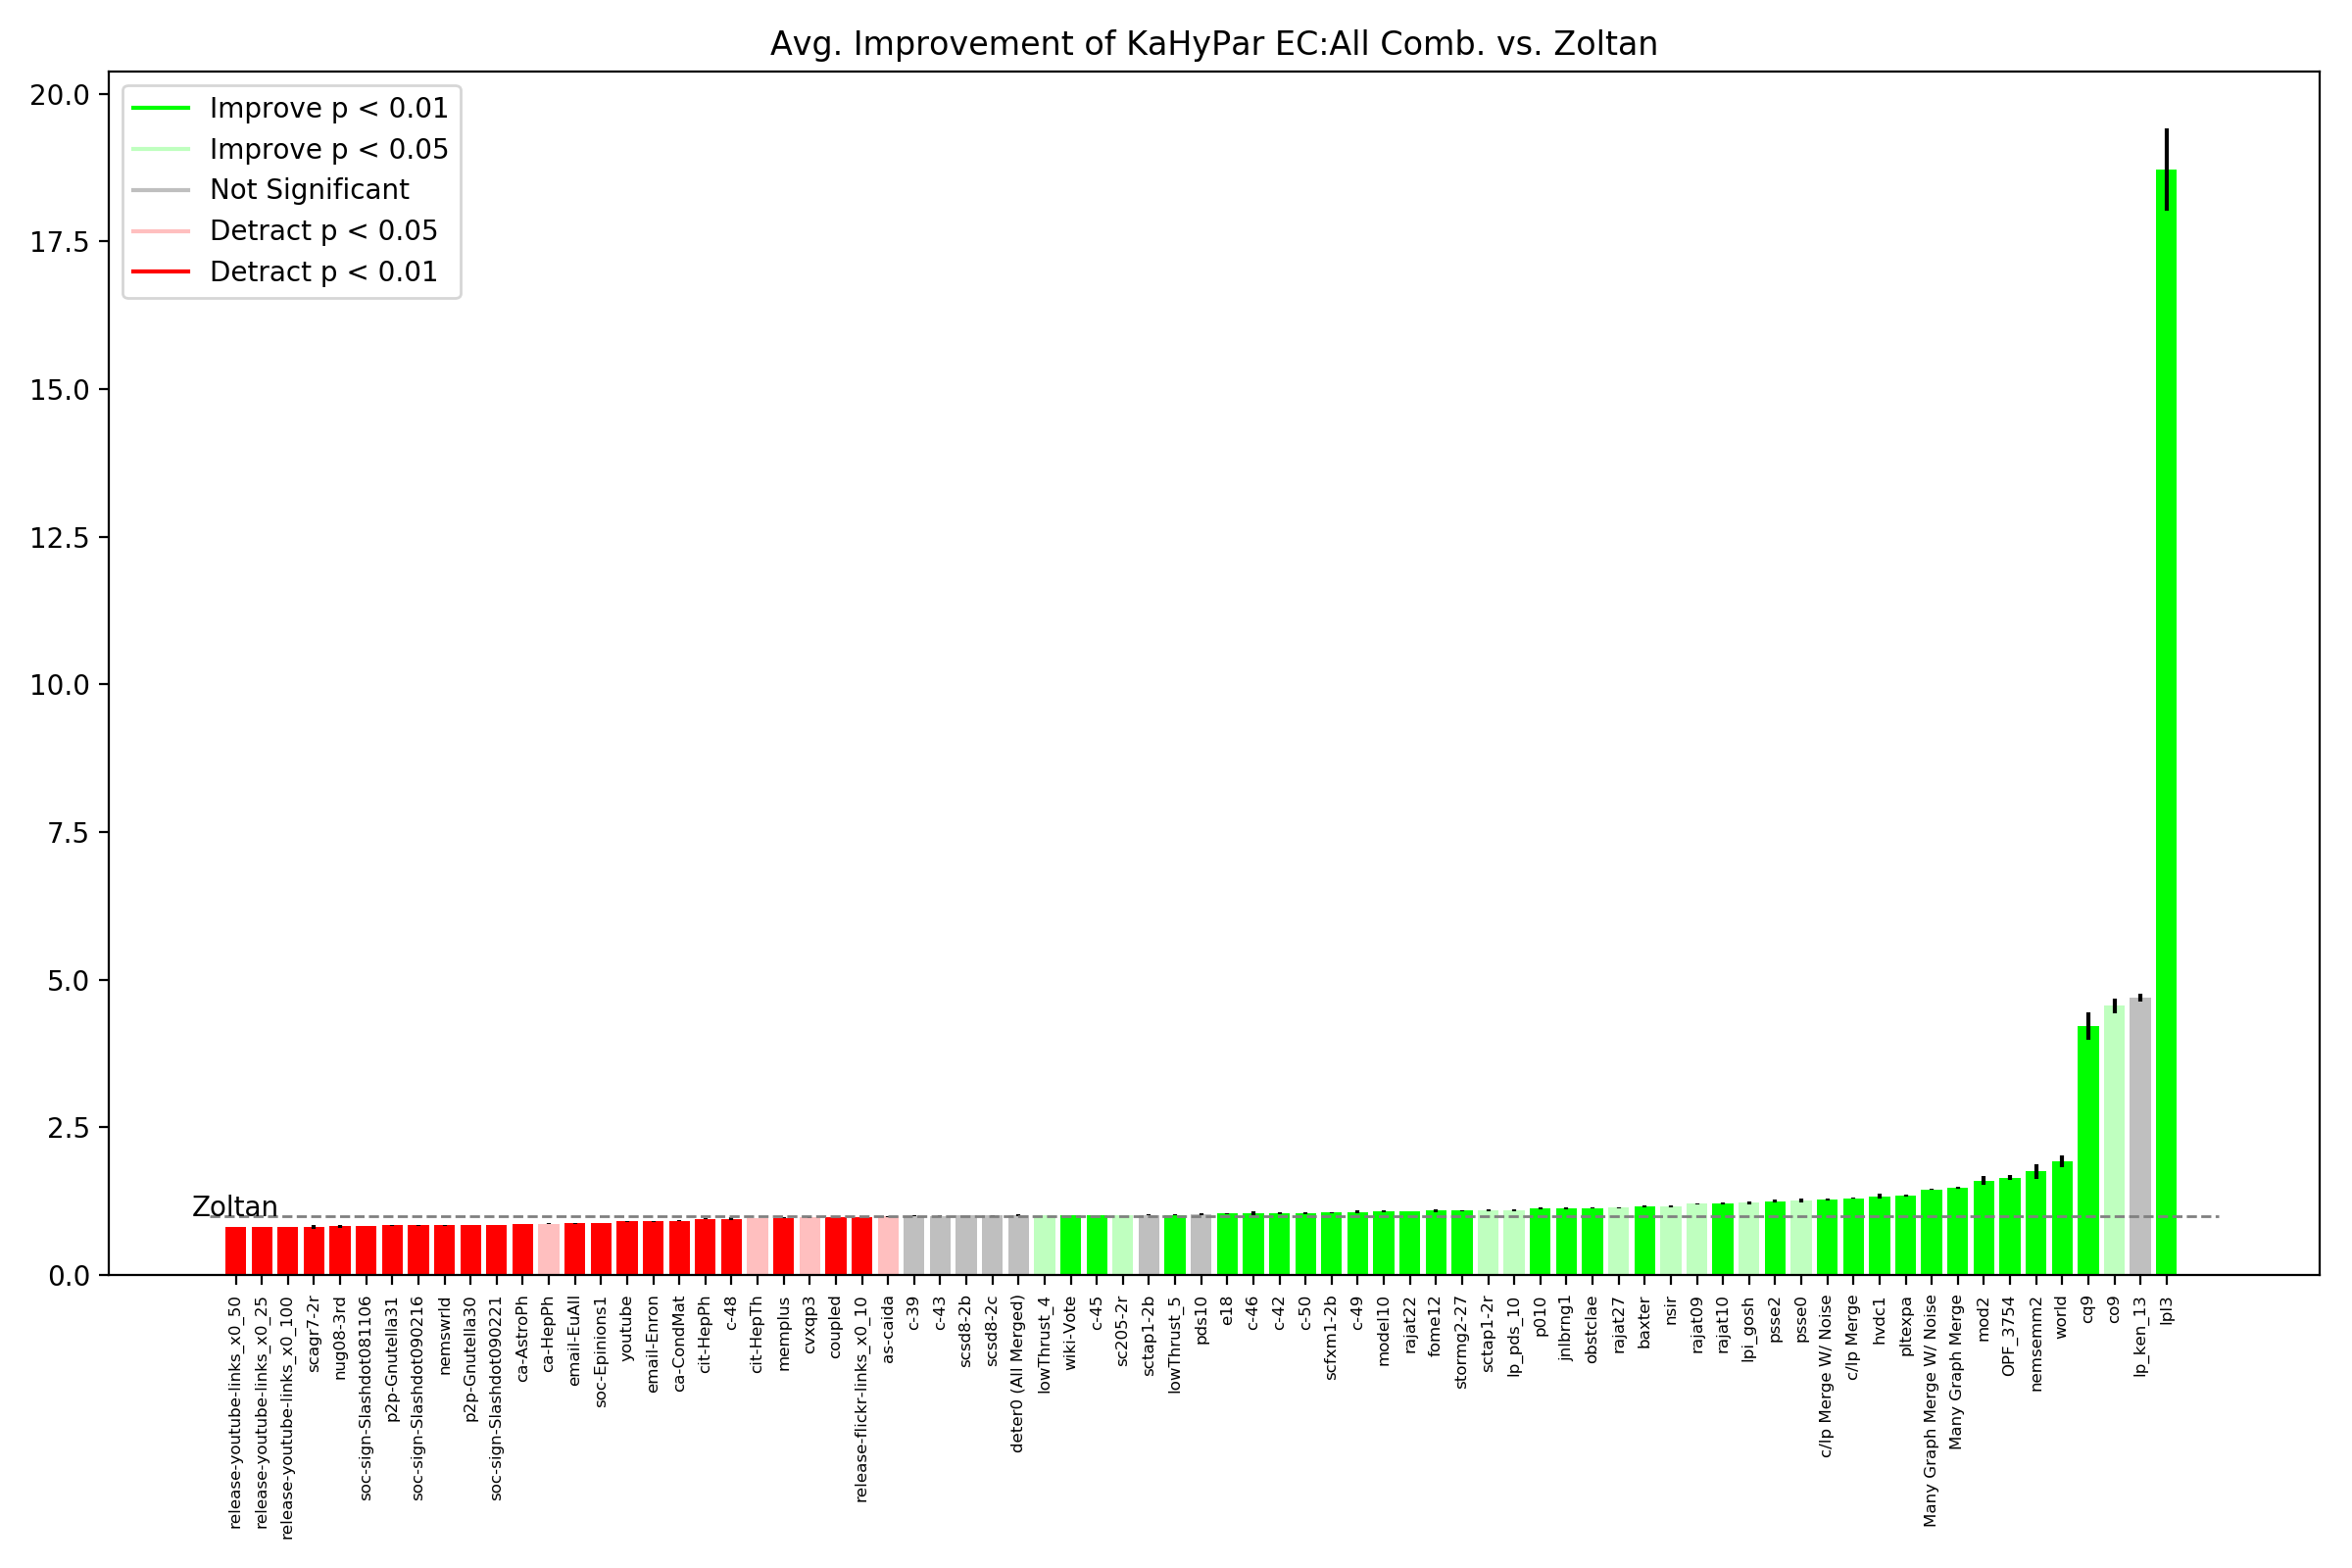 Avg. Improvement of KaHyPar EC:All Comb. vs. Zoltan
Improve p < 0.01
Improve p < 0.05
Not Significant
Detract p < 0.05
Detract p < 0.01
20.0
17.5
15.0
12.5
10.0
7.5
5.0
2.5
0.0
Zoltan
release-youtube-links_x0_50
release-youtube-links_x0_25
release-youtube-links_x0_100
scagr7-2r
nug08-3rd
soc-sign-Slashdot081106
p2p-Gnutella31
soc-sign-Slashdot090216
nemswrld
p2p-Gnutella30
soc-sign-Slashdot090221
ca-AstroPh
ca-HepPh
email-EuAll
soc-Epinions1
youtube
email-Enron
ca-CondMat
cit-HepPh
c-48
cit-HepTh
memplus
cvxqp3
coupled
release-flickr-links_x0_10
as-caida
c-39
c-43
scsd8-2b
scsd8-2c
deter0 (All Merged)
lowThrust_4
wiki-Vote
c-45
sc205-2r
sctap1-2b
lowThrust_5
pds10
e18
c-46
c-42
c-50
scfxm1-2b
c-49
model10
rajat22
fome12
stormg2-27
sctap1-2r
lp_pds_10
p010
jnlbrng1
obstclae
rajat27
baxter
nsir
rajat09
rajat10
lpi_gosh
psse2
psse0
c/lp Merge W/ Noise
c/lp Merge
hvdc1
pltexpa
Many Graph Merge W/ Noise
Many Graph Merge
mod2
OPF_3754
nemsemm2
world
cq9
co9
lp_ken_13
lpl3